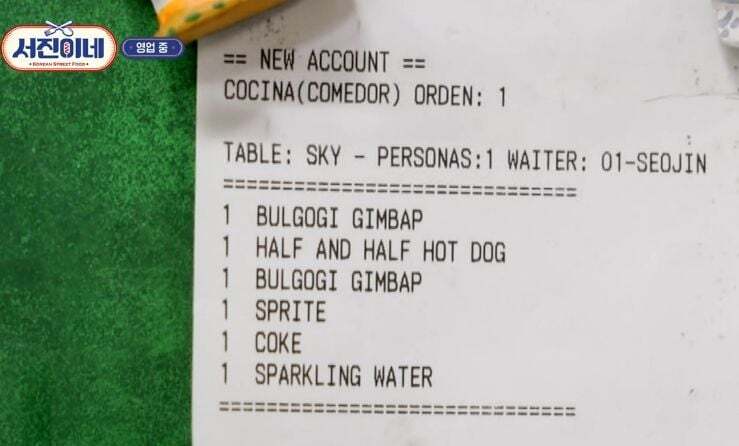 서진이네
KOREAN STREET FOOD
영업 중
== NEW ACCOUNT ==
COCINA(COMEDOR) ORDEN: 1
TABLE: SKY - PERSONAS:1 WAITER: 01-SEOJIN
==============================
1 BULGOGI GIMBAP
1 HALF AND HALF HOT DOG
1 BULGOGI GIMBAP
1 SPRITE
1 COKE
1 SPARKLING WATER
==============================